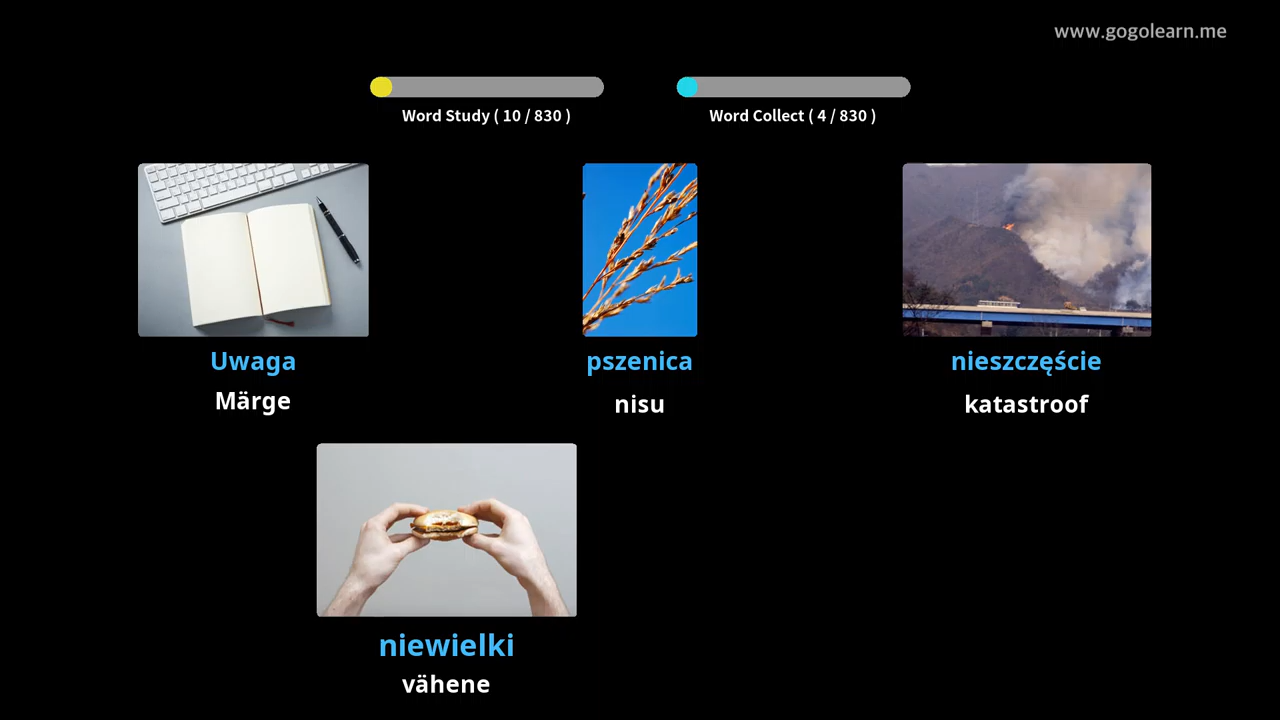 www.gogolearn.me
Word Study ( 10 / 830 )
Word Collect ( 4 / 830 )
Uwaga
Märge
pszenica
nisu
nieszczęście
katastroof
niewielki
vähene